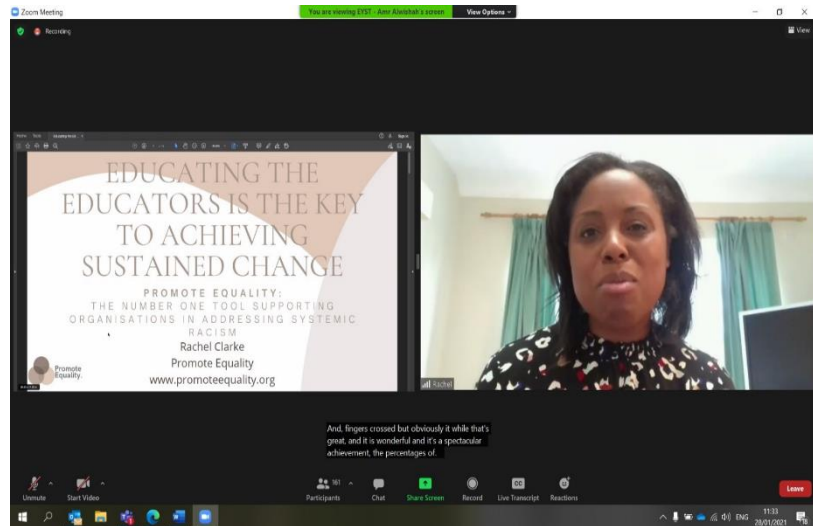 Zoom Meeting
You are viewing EYST - Amr Alwishah's screen
View Options
Recording
View
EDUCATING THE
EDUCATORS IS THE KEY
TO ACHIEVING
SUSTAINED CHANGE
PROMOTE EQUALITY:
THE NUMBER ONE TOOL SUPPORTING
ORGANISATIONS IN ADDRESSING SYSTEMIC
RACISM
Rachel Clarke
Promote Equality
www.promoteequality.org
Promote
Equality.
Rachel
And, fingers crossed but obviously it while that's
great, and it is wonderful and it's a spectacular
achievement, the percentages of.
161
Unmute
Start Video
Participants
Chat
Share Screen
Record
CC
Live Transcript
Reactions
Leave
ENG
11:33
28/01/2021